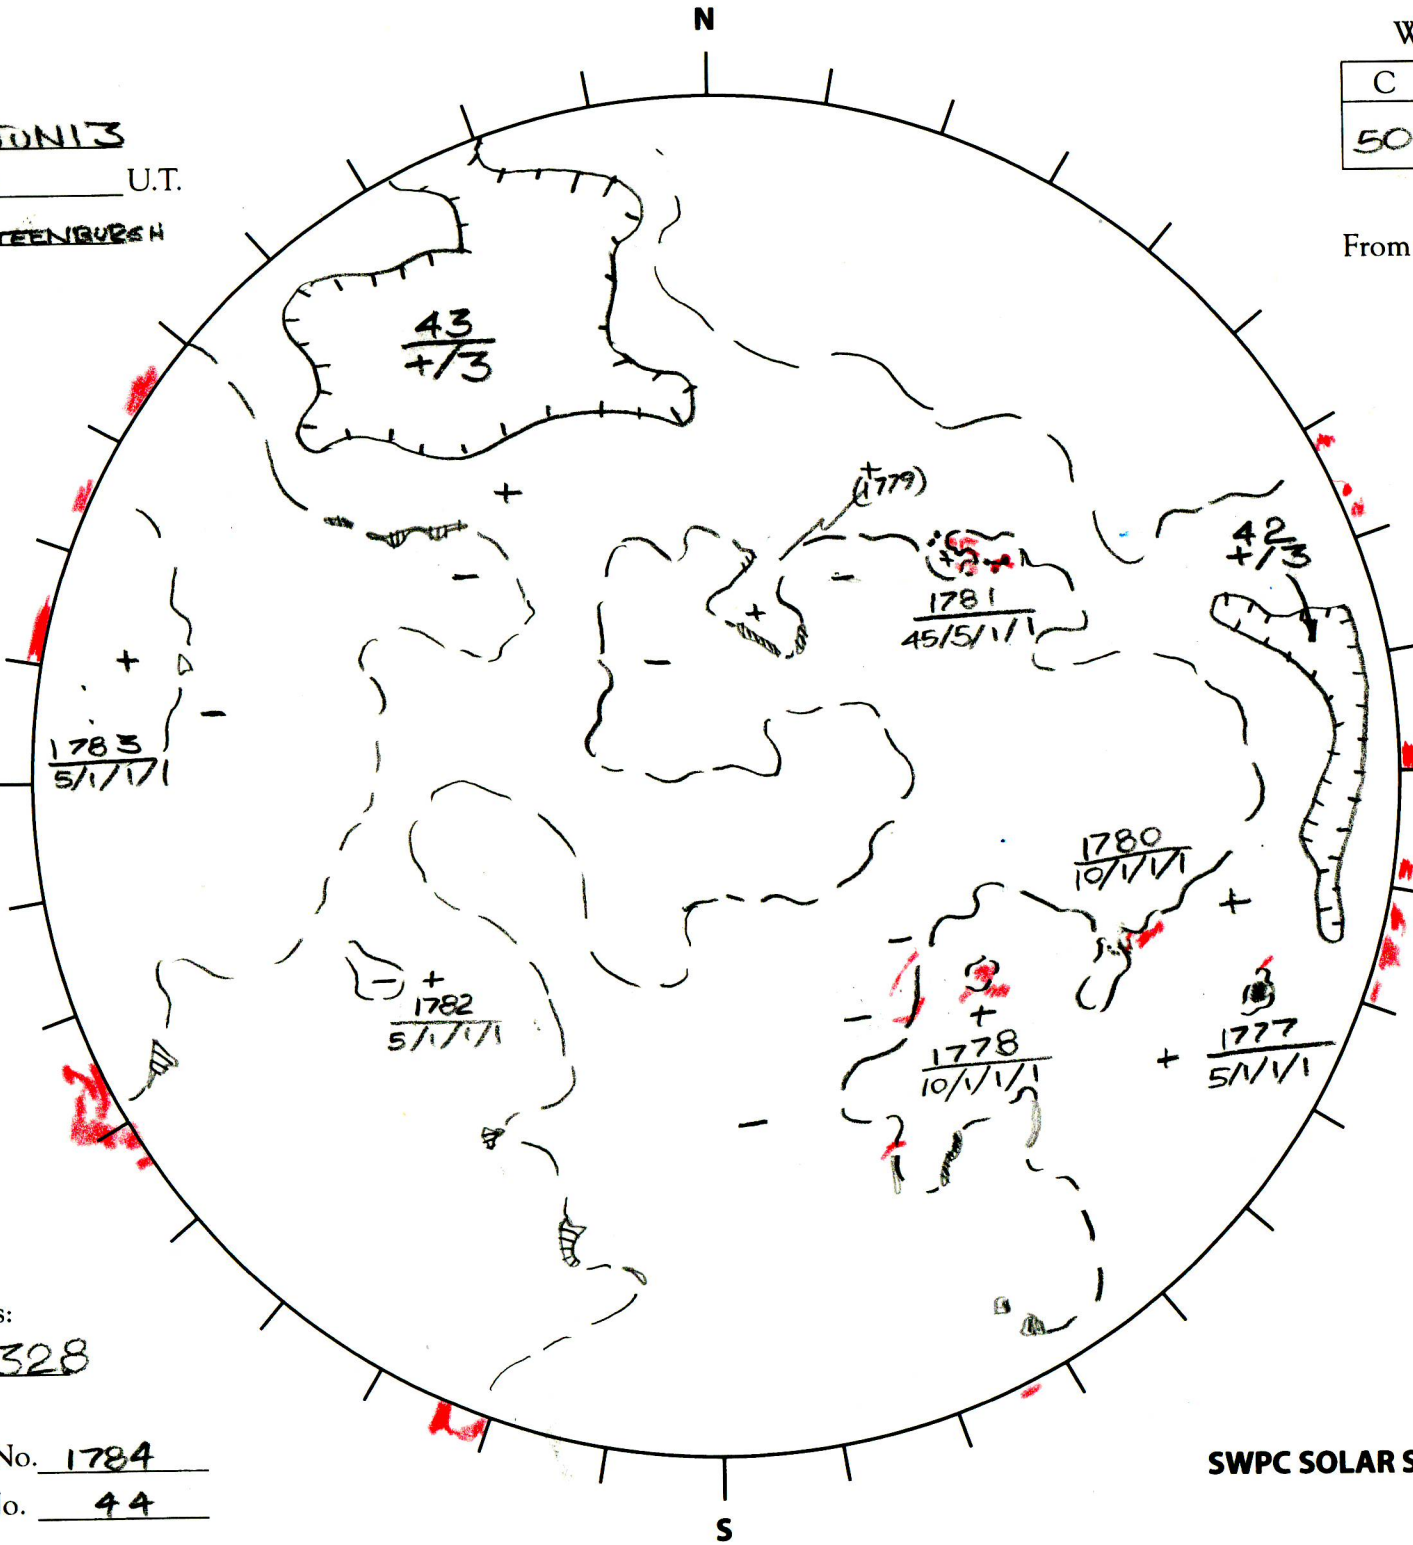 N
W
C
JUN13
50
U.T.
TEENBURGH
From
43
+/3
+
+
(1779)
42
+/3
-
-
1781
45/5/1/1
+
+
-
-
1783
5/1/1/1
1780
10/1/1/1
+
-
- +
1782
5/1/1/1
-
+
1778
10/1/1/1
+
1777
5/1/1/1
-
s:
328
No. 1784
SWPC SOLAR S
o. 44
S